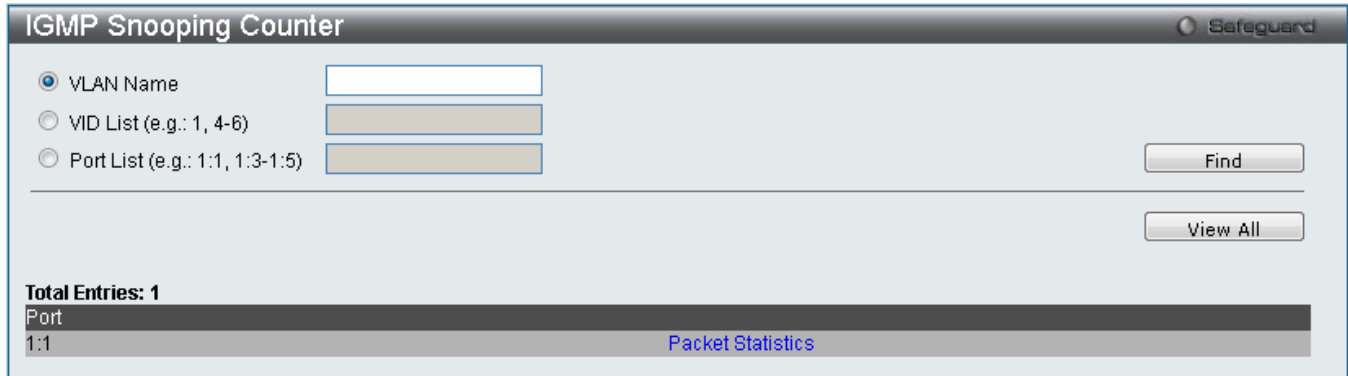 IGMP Snooping Counter Safeguard
VLAN Name
VID List (e.g.: 1, 4-6)
Port List (e.g.: 1:1, 1:3-1:5) Find
View All
Total Entries: 1
Port
1:1 Packet Statistics